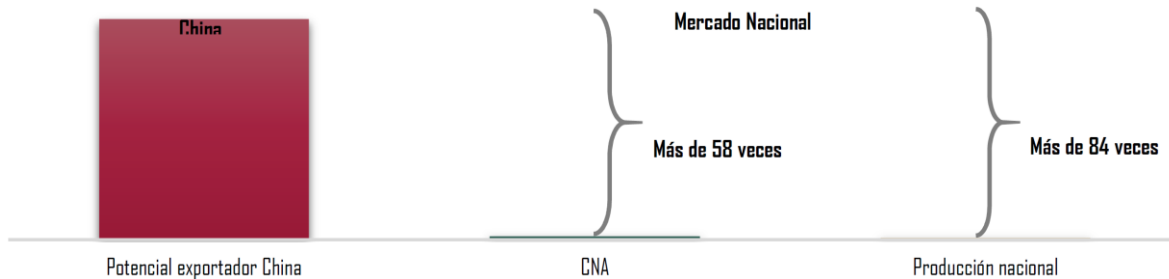 China
Mercado Nacional
Más de 58 veces
Más de 84 veces
Potencial exportador China
CNA
Producción nacional